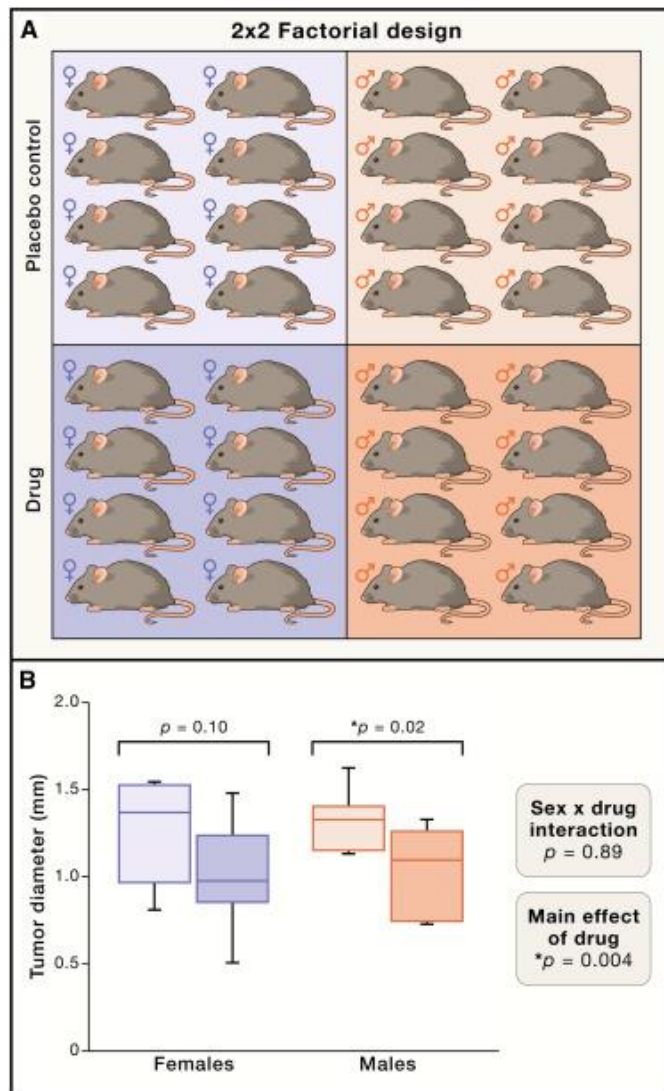 A
2x2 Factorial design
Placebo control
♀ ♀ ♂ ♂
♀ ♀ ♂ ♂
♀ ♀ ♂ ♂
♀ ♀ ♂ ♂
Drug
♀ ♀ ♂ ♂
♀ ♀ ♂ ♂
♀ ♀ ♂ ♂
♀ ♀ ♂ ♂
B
Tumor diameter (mm)
2.0
1.5
1.0
0.5
0
p = 0.10
*p = 0.02
Females
Males
Sex x drug
interaction
p = 0.89
Main effect
of drug
*p = 0.004